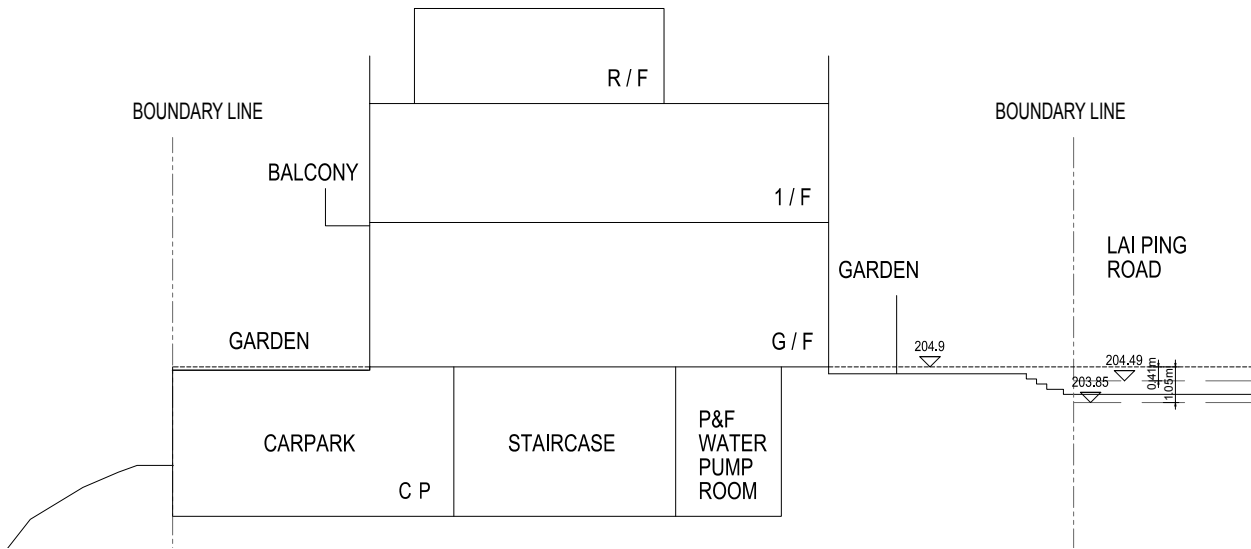 R / F
BOUNDARY LINE
BOUNDARY LINE
BALCONY
1 / F
LAI PING
ROAD
GARDEN
GARDEN
G / F
204.9
204.49
203.85
0.41m
1.05m
CARPARK
STAIRCASE
P&F
WATER
PUMP
ROOM
C P